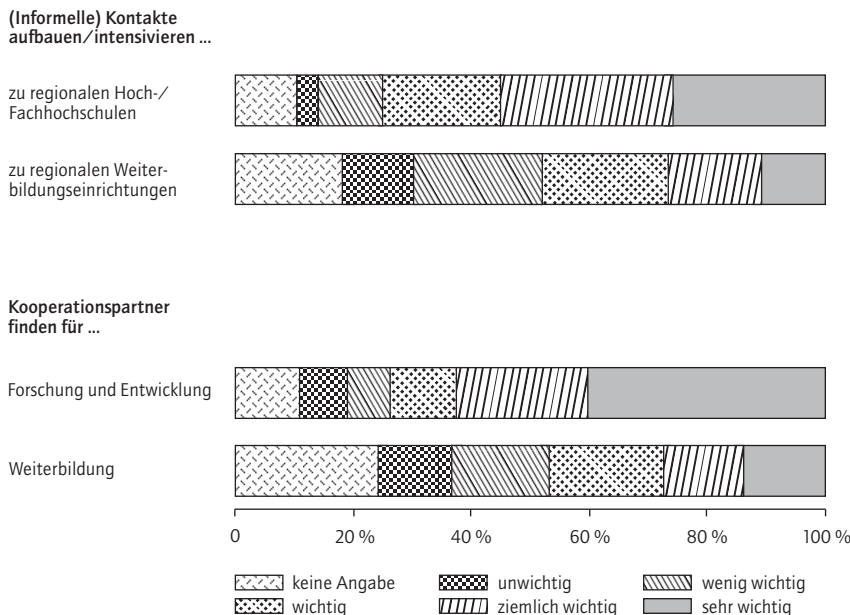 (Informelle) Kontakte
aufbauen/intensivieren ...
zu regionalen Hoch-/
Fachhochschulen
zu regionalen Weiter-
bildungseinrichtungen
Kooperationspartner
finden für ...
Forschung und Entwicklung
Weiterbildung
0 20 % 40 % 60 % 80 % 100 %
keine Angabe unwichtig wenig wichtig
wichtig ziemlich wichtig sehr wichtig